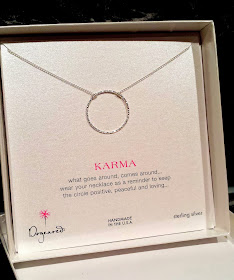 KARMA
what goes around, comes around...
wear your necklace as a reminder to keep
the circle positive, peaceful and loving...
Dogeared
HANDMADE
IN THE U.S.A.
sterling silver